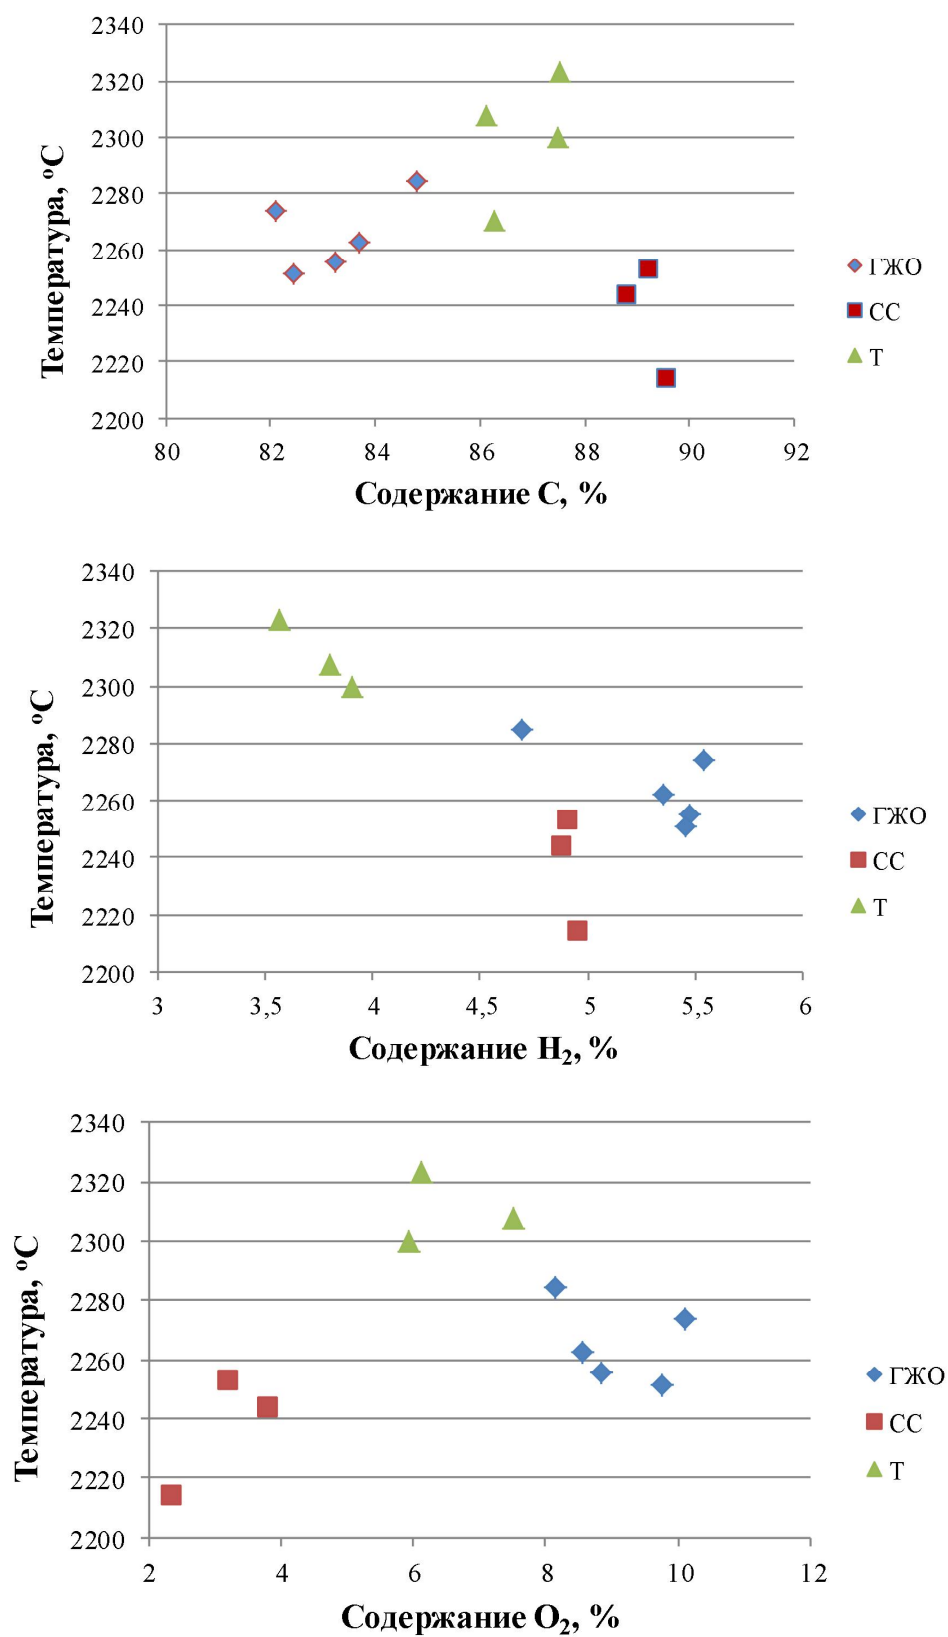 2340
2320
2300
2280
2260
2240
2220
2200
80 82 84 86 88 90 92
Температура, °С
Содержание С, %
ГЖО
СС
Т
2340
2320
2300
2280
2260
2240
2220
2200
3 3,5 4 4,5 5 5,5 6
Температура, °С
Содержание H₂, %
ГЖО
СС
Т
2340
2320
2300
2280
2260
2240
2220
2200
2 4 6 8 10 12
Температура, °С
Содержание O₂, %
ГЖО
СС
Т